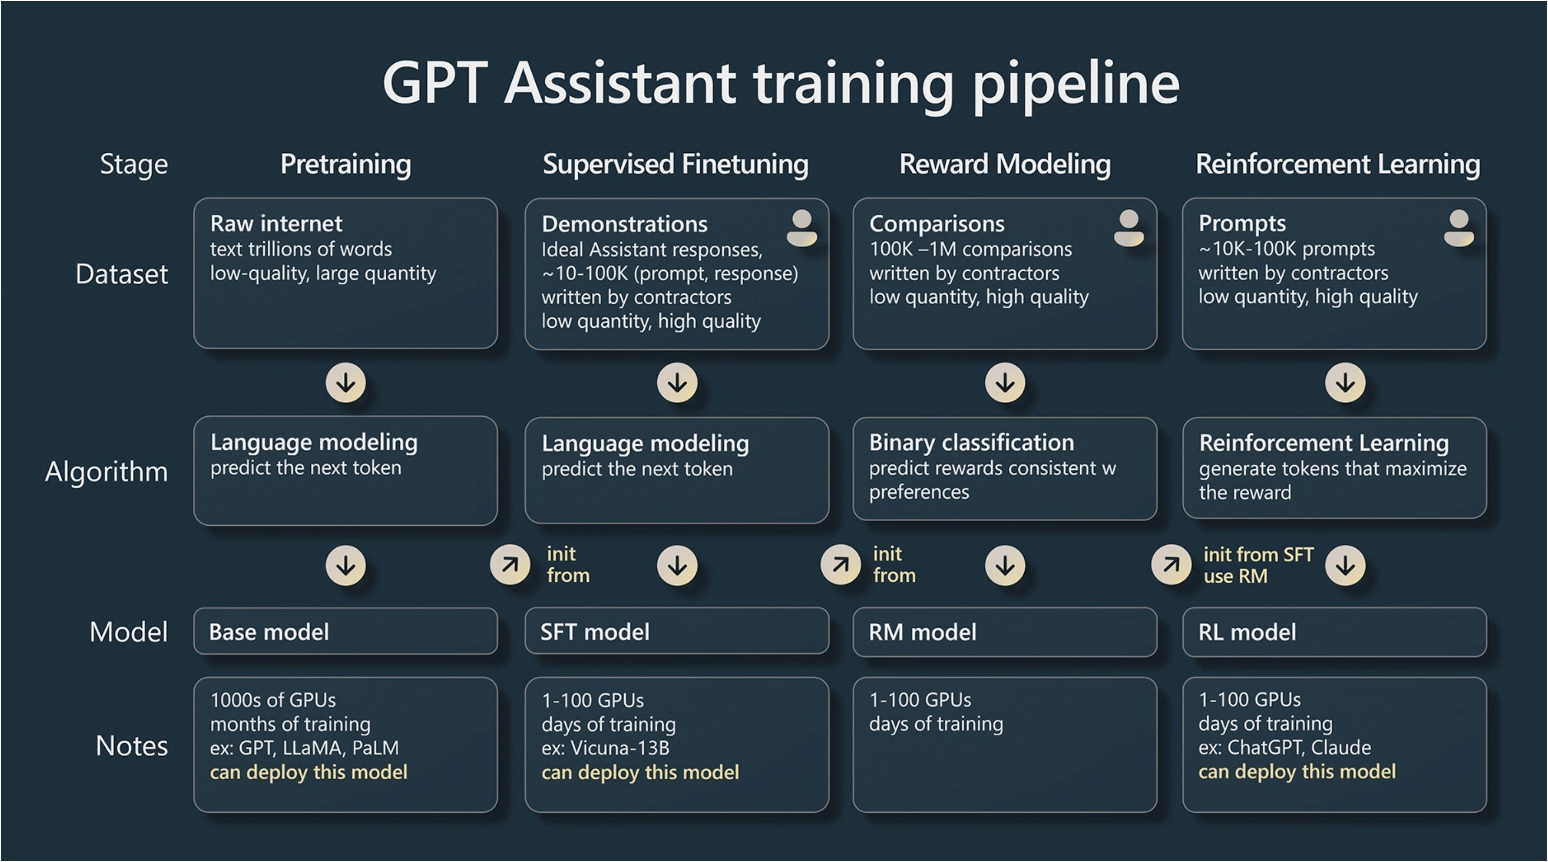 GPT Assistant training pipeline
Stage
Pretraining
Supervised Finetuning
Reward Modeling
Reinforcement Learning
Dataset
Raw internet
text trillions of words
low-quality, large quantity
Demonstrations
Ideal Assistant responses,
~10-100K (prompt, response)
written by contractors
low quantity, high quality
Comparisons
100K –1M comparisons
written by contractors
low quantity, high quality
Prompts
~10K-100K prompts
written by contractors
low quantity, high quality
Algorithm
Language modeling
predict the next token
Language modeling
predict the next token
Binary classification
predict rewards consistent w
preferences
Reinforcement Learning
generate tokens that maximize
the reward
init
from
init
from
init from SFT
use RM
Model
Base model
SFT model
RM model
RL model
Notes
1000s of GPUs
months of training
ex: GPT, LLaMA, PaLM
can deploy this model
1-100 GPUs
days of training
ex: Vicuna-13B
can deploy this model
1-100 GPUs
days of training
1-100 GPUs
days of training
ex: ChatGPT, Claude
can deploy this model